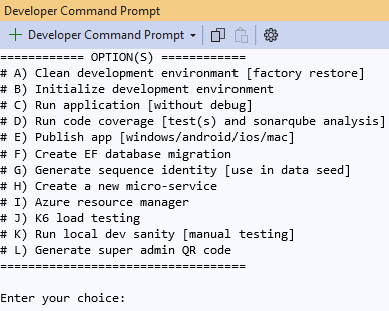 Developer Command Prompt
Developer Command Prompt
============ OPTION(S) =============
# A) Clean development environmant [factory restore]
# B) Initialize development environment
# C) Run application [without debug]
# D) Run code coverage [test(s) and sonarqube analysis]
# E) Publish app [windows/android/ios/mac]
# F) Create EF database migration
# G) Generate sequence identity [use in data seed]
# H) Create a new micro-service
# I) Azure resource manager
# J) K6 load testing
# K) Run local dev sanity [manual testing]
# L) Generate super admin QR code
===================================
Enter your choice: